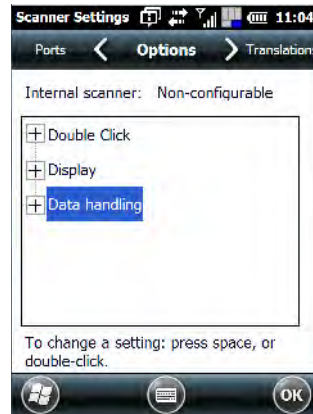 Scanner Settings 11:04
Ports Options Translation
Internal scanner: Non-configurable
Double Click
Display
Data handling
To change a setting: press space, or
double-click.
OK